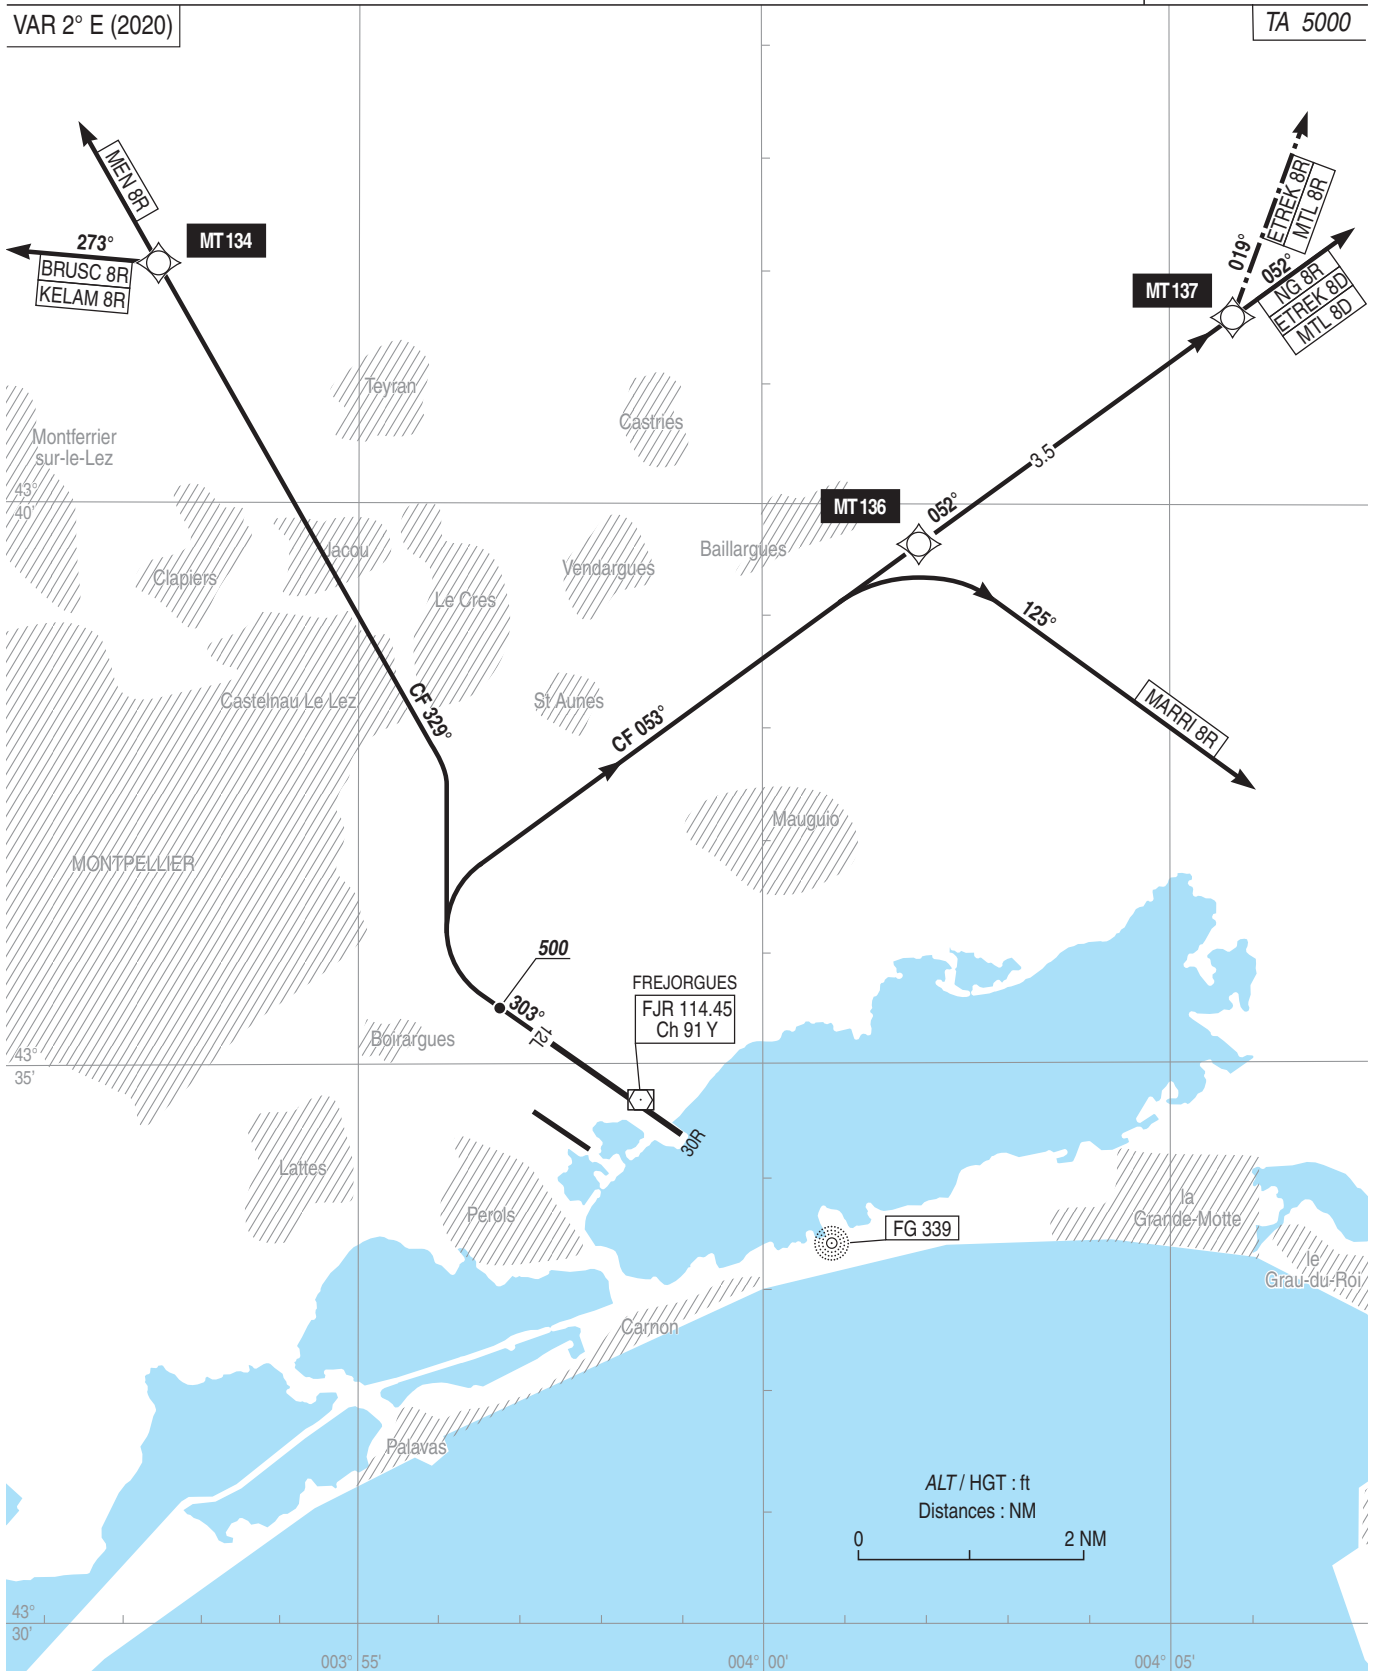 VAR 2° E (2020)
TA 5000
MEN 8R
MT 134
273°
BRUSC 8R
KELAM 8R
ETREK 8R
MTL 8R
019°
052°
NG 8R
ETREK 8D
MTL 8D
MT 137
Teyran
Castries
Montferrier
sur-le-Lez
3.5
43°
40'
MT 136
052°
Jacou
Baillargues
Clapiers
Vendargues
Le Cres
125°
Castelnau Le Lez
St Aunes
CF 329°
CF 053°
MARRI 8R
Mauguio
MONTPELLIER
500
FREJORGUES
FJR 114.45
Ch 91 Y
303°
12L
Boirargues
43°
35'
30R
Lattes
Perols
la
Grande-Motte
FG 339
le
Grau-du-Roi
Carnon
Palavas
ALT / HGT : ft
Distances : NM
0
2 NM
43°
30'
003° 55'
004° 00'
004° 05'